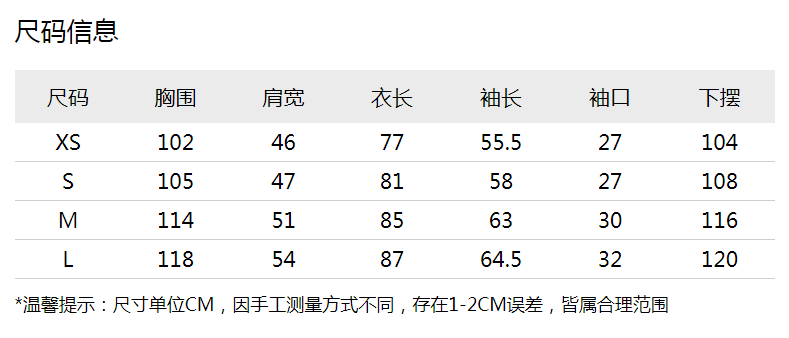 尺码信息
尺码 胸围 肩宽 衣长 袖长 袖口 下摆
XS 102 46 77 55.5 27 104
S 105 47 81 58 27 108
M 114 51 85 63 30 116
L 118 54 87 64.5 32 120
*温馨提示：尺寸单位CM，因手工测量方式不同，存在1-2CM误差，皆属合理范围